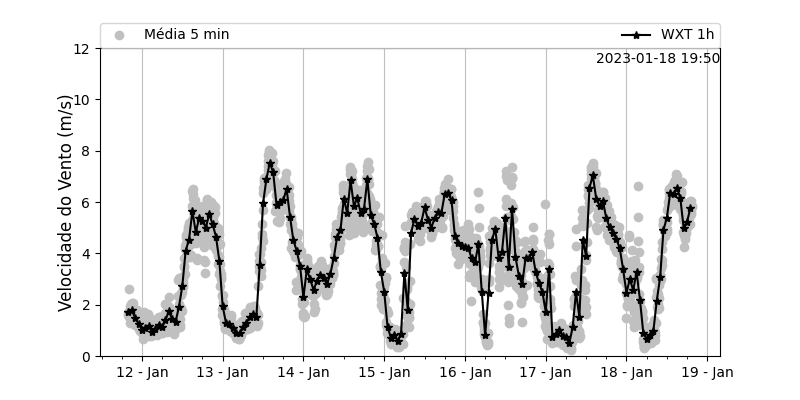 Média 5 min
WXT 1h
2023-01-18 19:50
Velocidade do Vento (m/s)
12
10
8
6
4
2
0
12 - Jan 13 - Jan 14 - Jan 15 - Jan 16 - Jan 17 - Jan 18 - Jan 19 - Jan